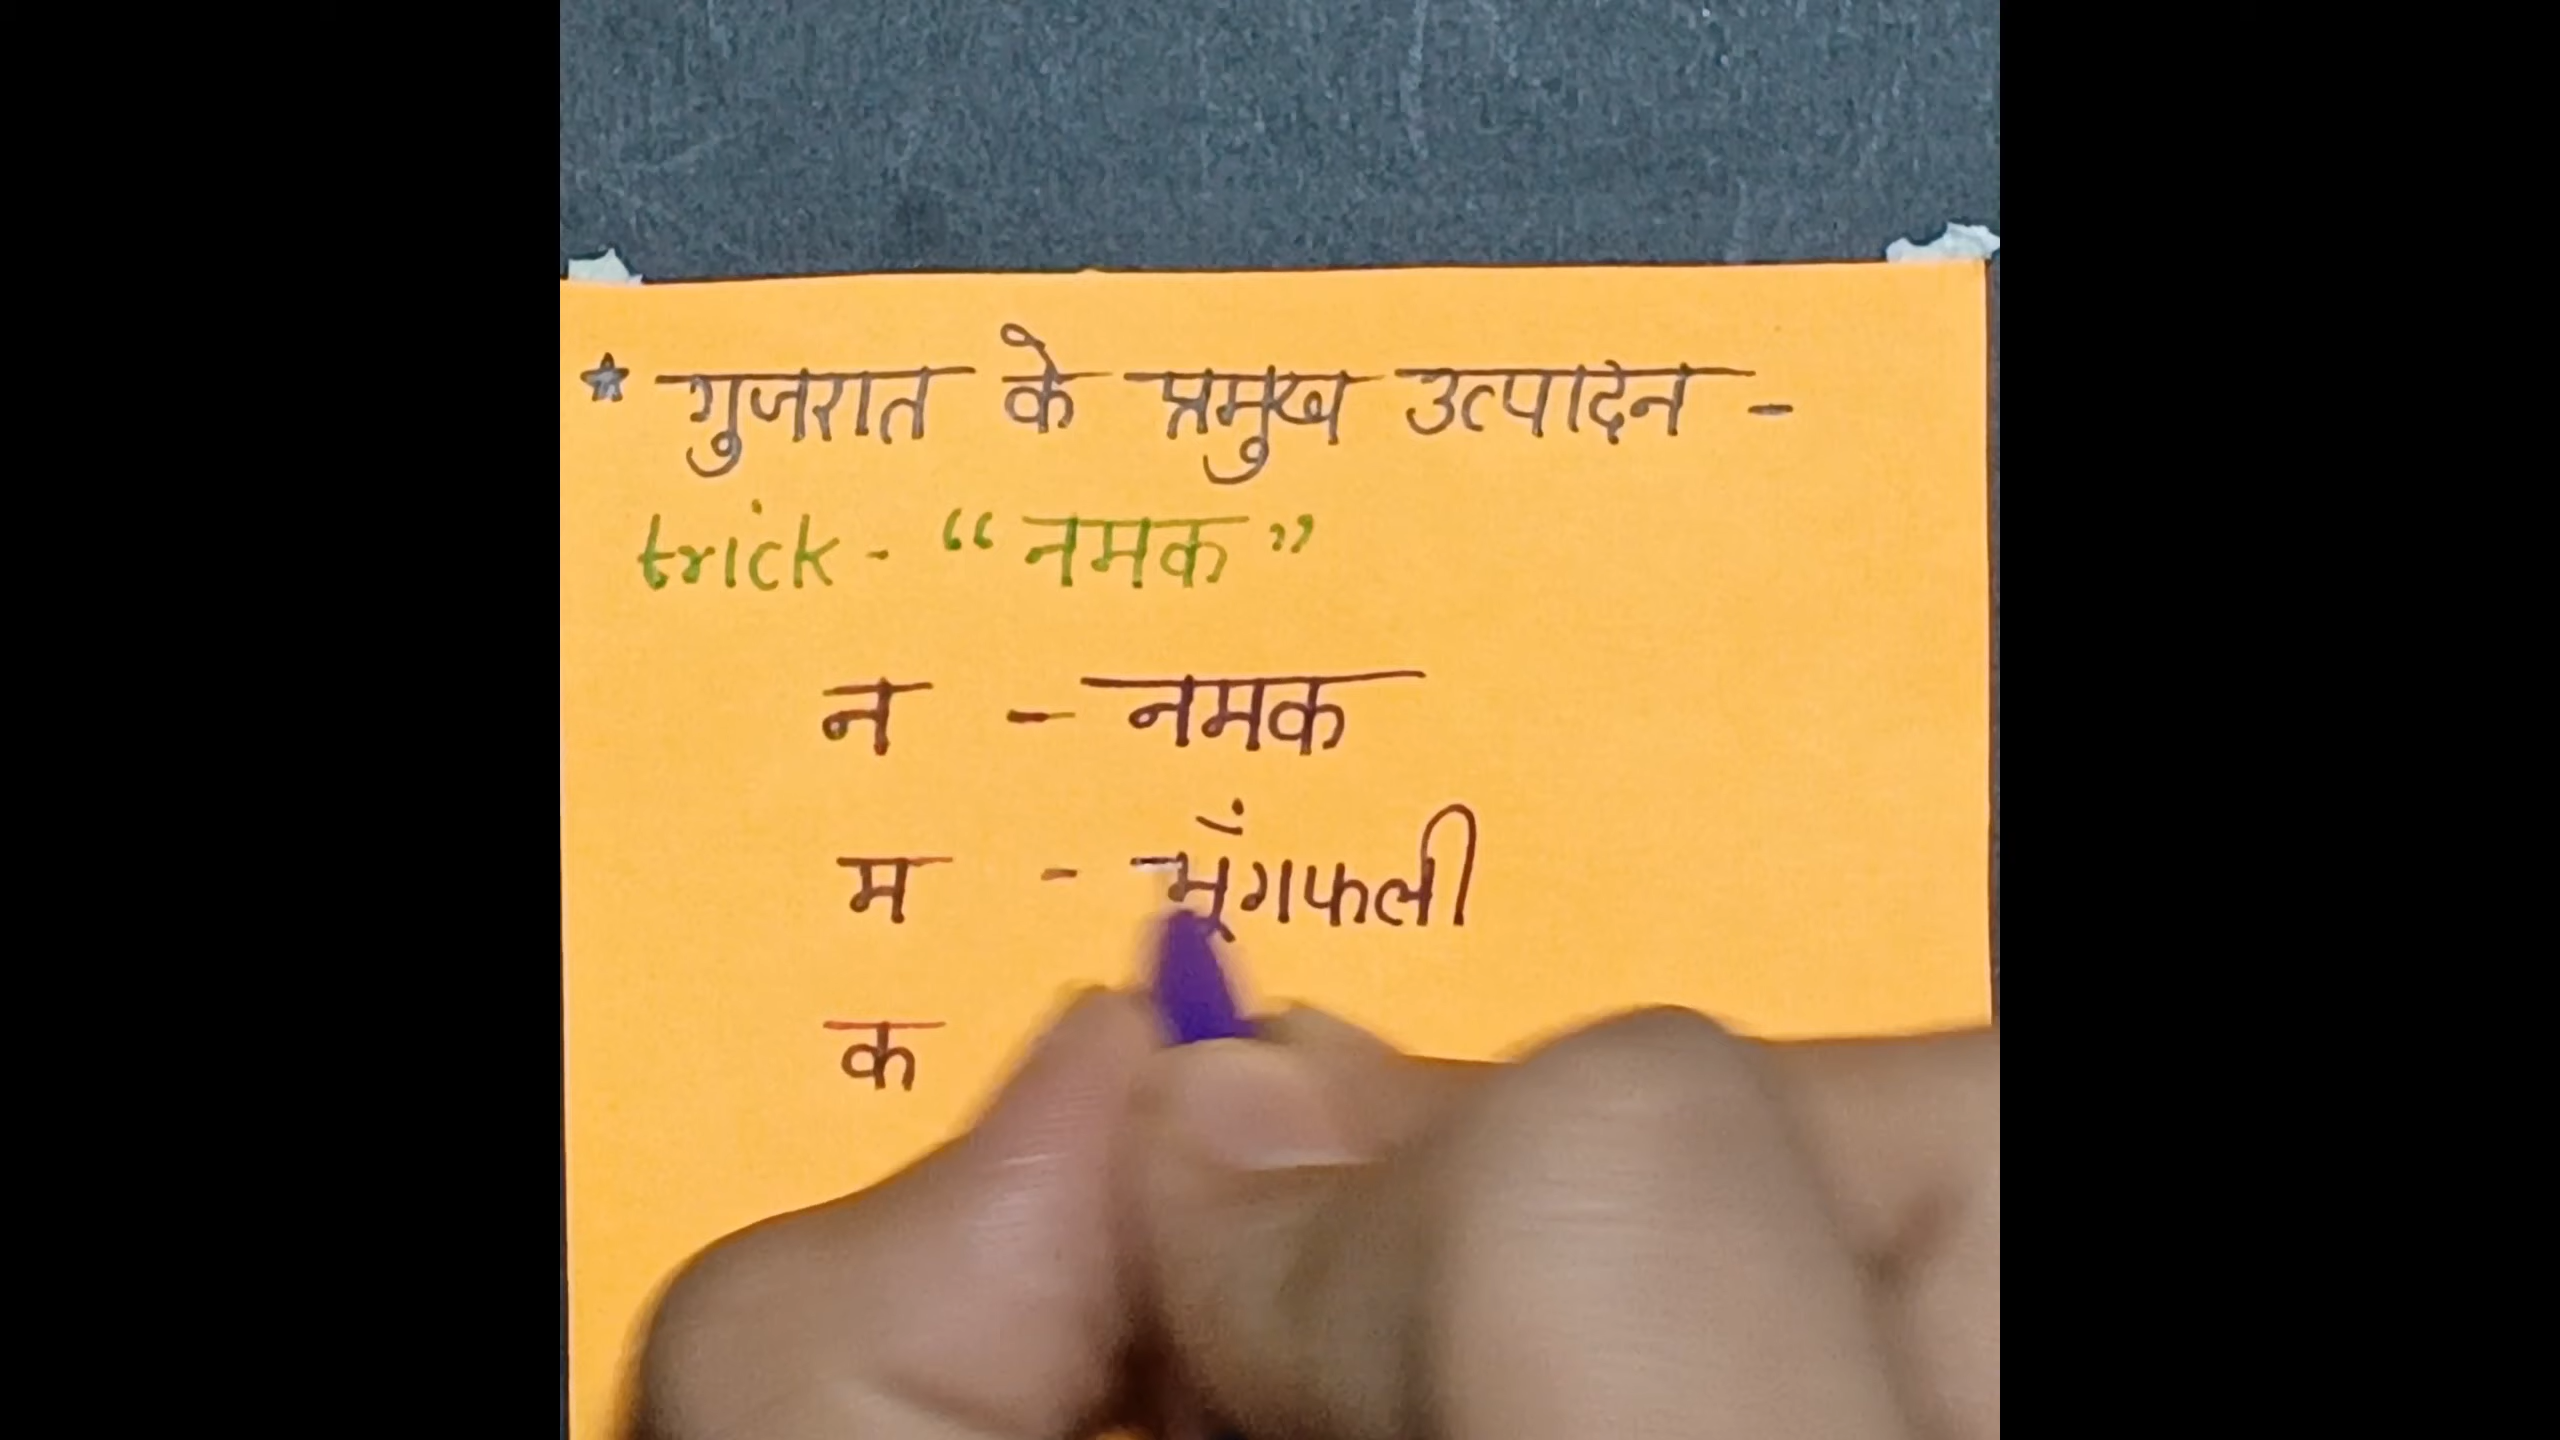 * गुजरात के प्रमुख उत्पादन -
trick - “नमक”
न - नमक
म - मूँगफली
क